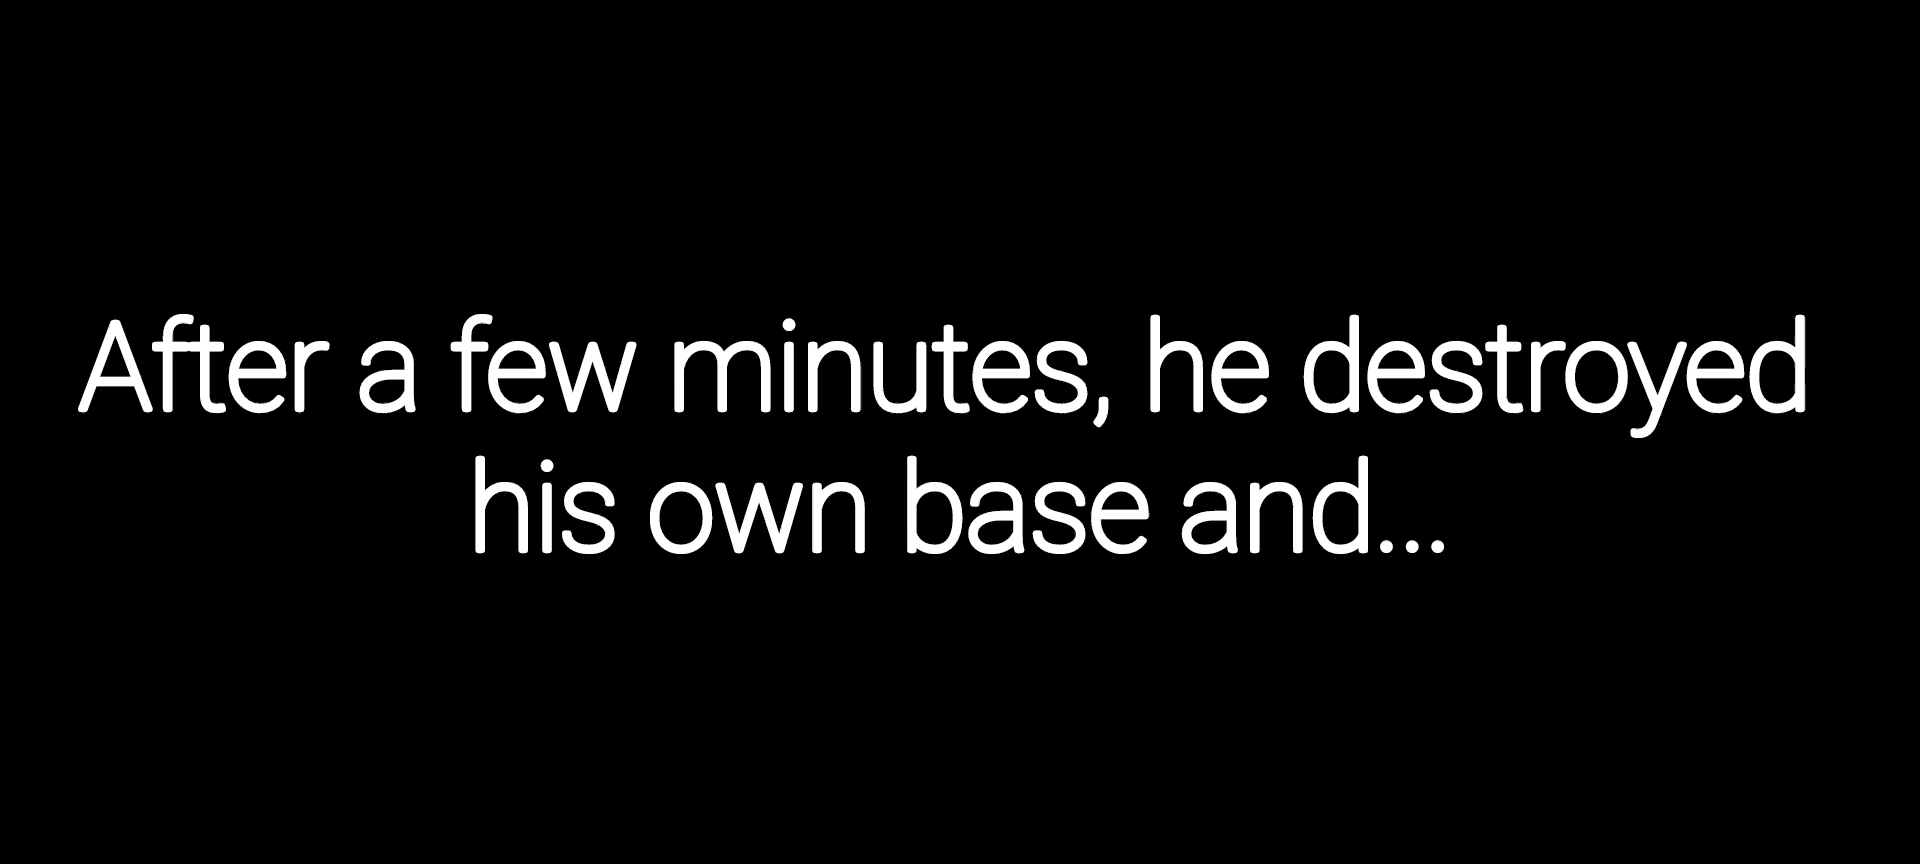 After a few minutes, he destroyed
his own base and...